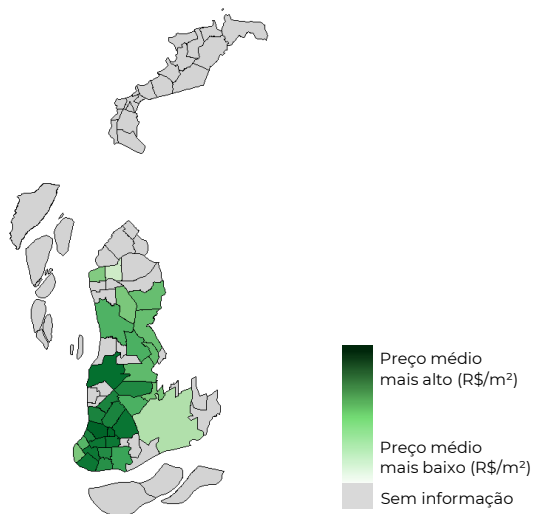 Preço médio
mais alto (R$/m²)
Preço médio
mais baixo (R$/m²)
Sem informação